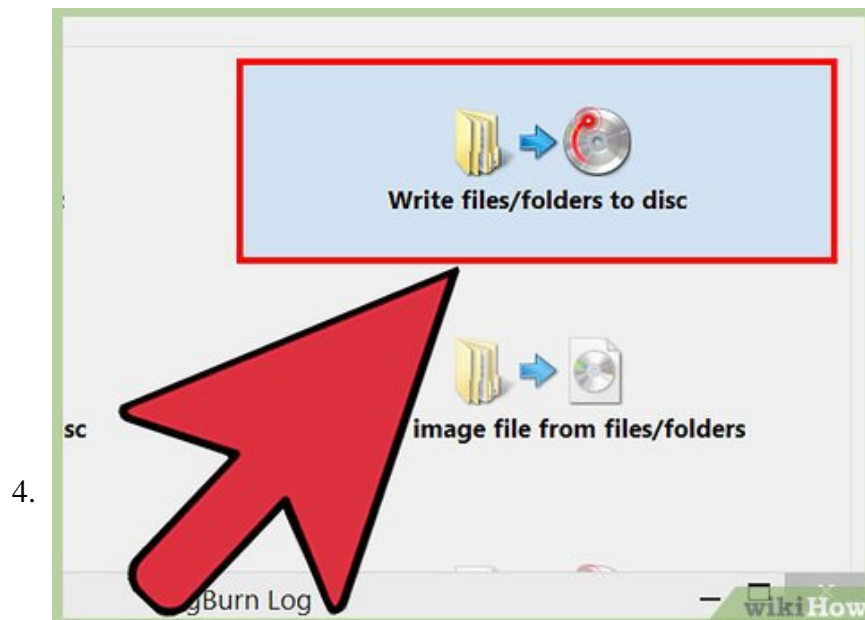 Write files/folders to disc
sc
image file from files/folders
4.
gBurn Log
wikiHow